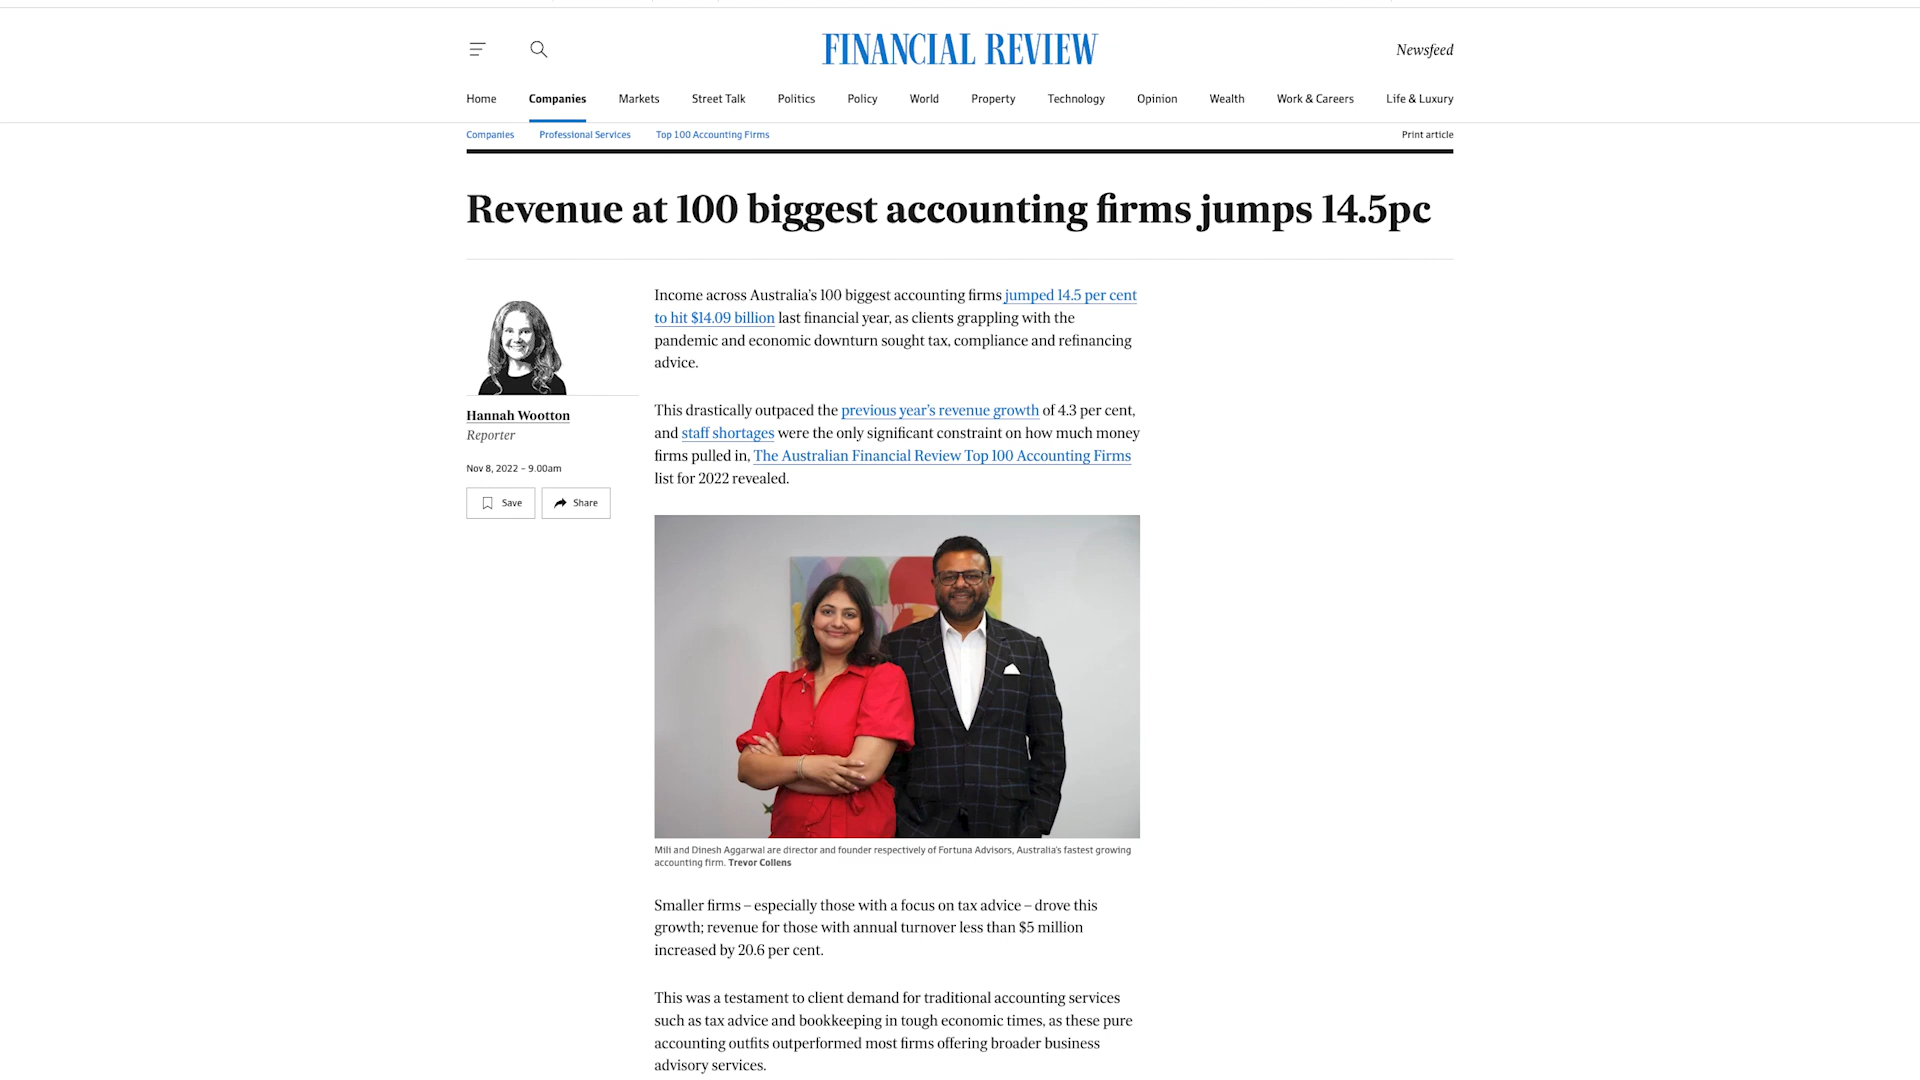 FINANCIAL REVIEW
Newsfeed
Home Companies Markets Street Talk Politics Policy World Property Technology Opinion Wealth Work & Careers Life & Luxury
Companies Professional Services Top 100 Accounting Firms Print article
Revenue at 100 biggest accounting firms jumps 14.5pc
Hannah Wootton
Reporter
Nov 8, 2022 – 9.00am
Save Share
Income across Australia’s 100 biggest accounting firms jumped 14.5 per cent
to hit $14.09 billion last financial year, as clients grappling with the
pandemic and economic downturn sought tax, compliance and refinancing
advice.
This drastically outpaced the previous year’s revenue growth of 4.3 per cent,
and staff shortages were the only significant constraint on how much money
firms pulled in, The Australian Financial Review Top 100 Accounting Firms
list for 2022 revealed.
Mili and Dinesh Aggarwal are director and founder respectively of Fortuna Advisors, Australia’s fastest growing
accounting firm. Trevor Collens
Smaller firms – especially those with a focus on tax advice – drove this
growth; revenue for those with annual turnover less than $5 million
increased by 20.6 per cent.
This was a testament to client demand for traditional accounting services
such as tax advice and bookkeeping in tough economic times, as these pure
accounting outfits outperformed most firms offering broader business
advisory services.